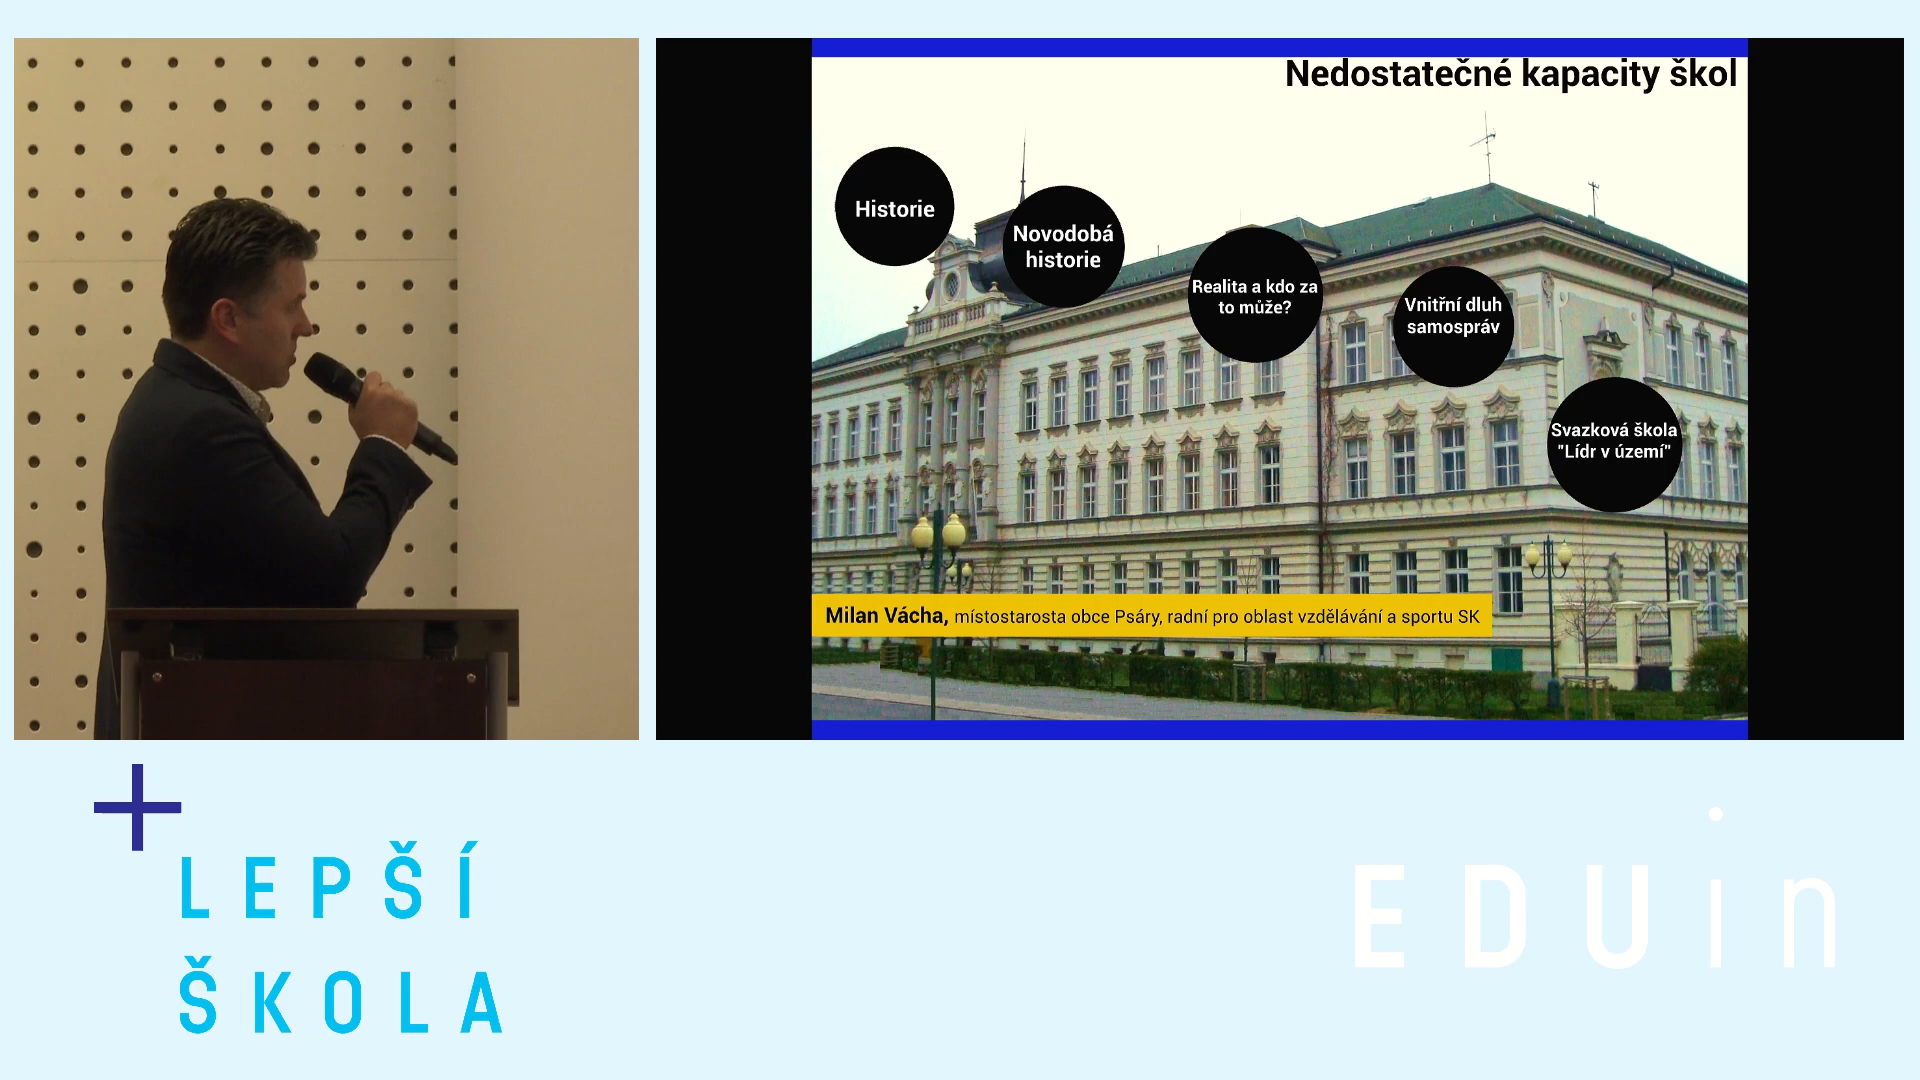 Nedostatečné kapacity škol
Historie
Novodobá
historie
Realita a kdo za
to může?
Vnitřní dluh
samospráv
Svazková škola
"Lídr v území"
Milan Vácha, místostarosta obce Psáry, radní pro oblast vzdělávání a sportu SK
LEPŠÍ
ŠKOLA
EDUin